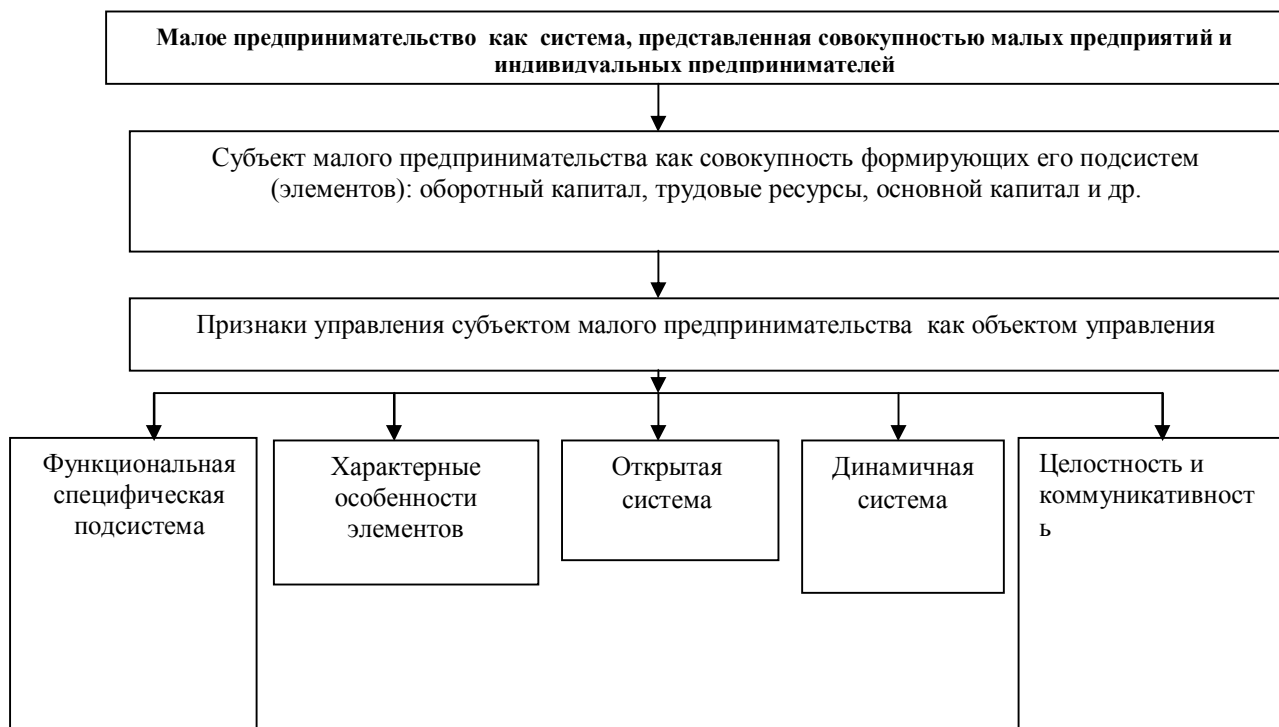 Малое предпринимательство как система, представленная совокупностью малых предприятий и
индивидуальных предпринимателей
Субъект малого предпринимательства как совокупность формирующих его подсистем
(элементов): оборотный капитал, трудовые ресурсы, основной капитал и др.
Признаки управления субъектом малого предпринимательства как объектом управления
Функциональная
специфическая
подсистема
Характерные
особенности
элементов
Открытая
система
Динамичная
система
Целостность и
коммуникативност
ь